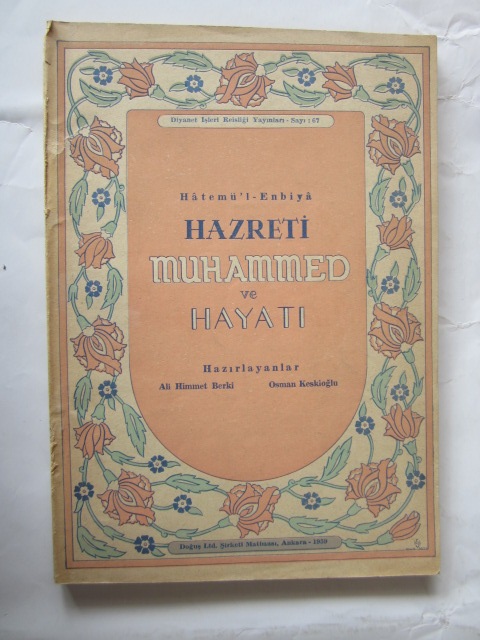 Diyanet İşleri Reisliği Yayınları - Sayı : 67
Hâtemü'l-Enbiyâ
HAZRETİ
MUHAMMED
ve
HAYATI
Hazırlayanlar
Ali Himmet Berki Osman Keskioğlu
Doğuş Ltd. Şirketi Matbaası, Ankara - 1959